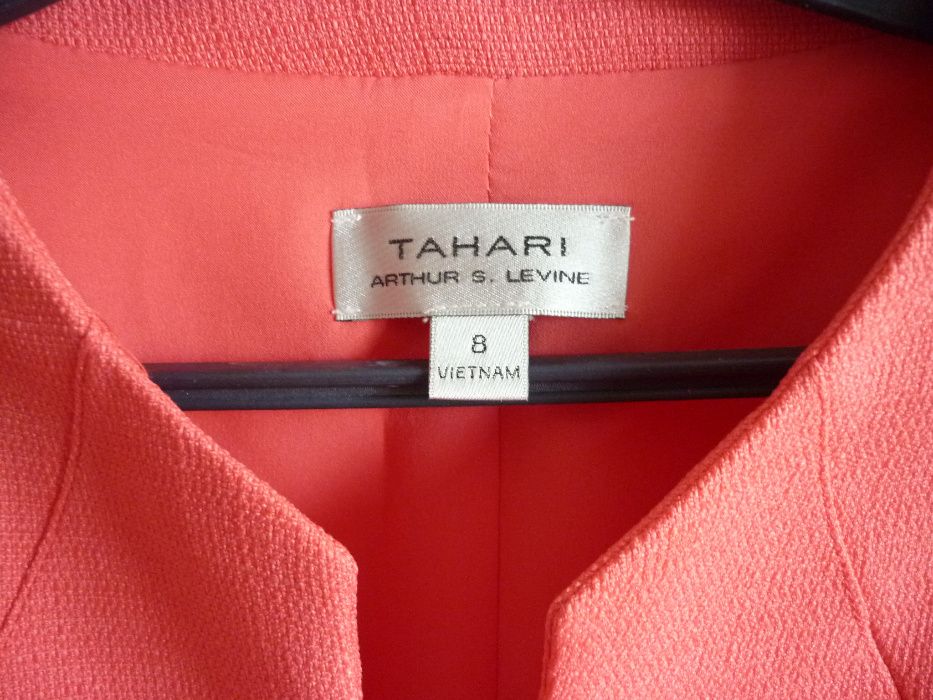 TAHARI
ARTHUR S. LEVINE
8
VIETNAM